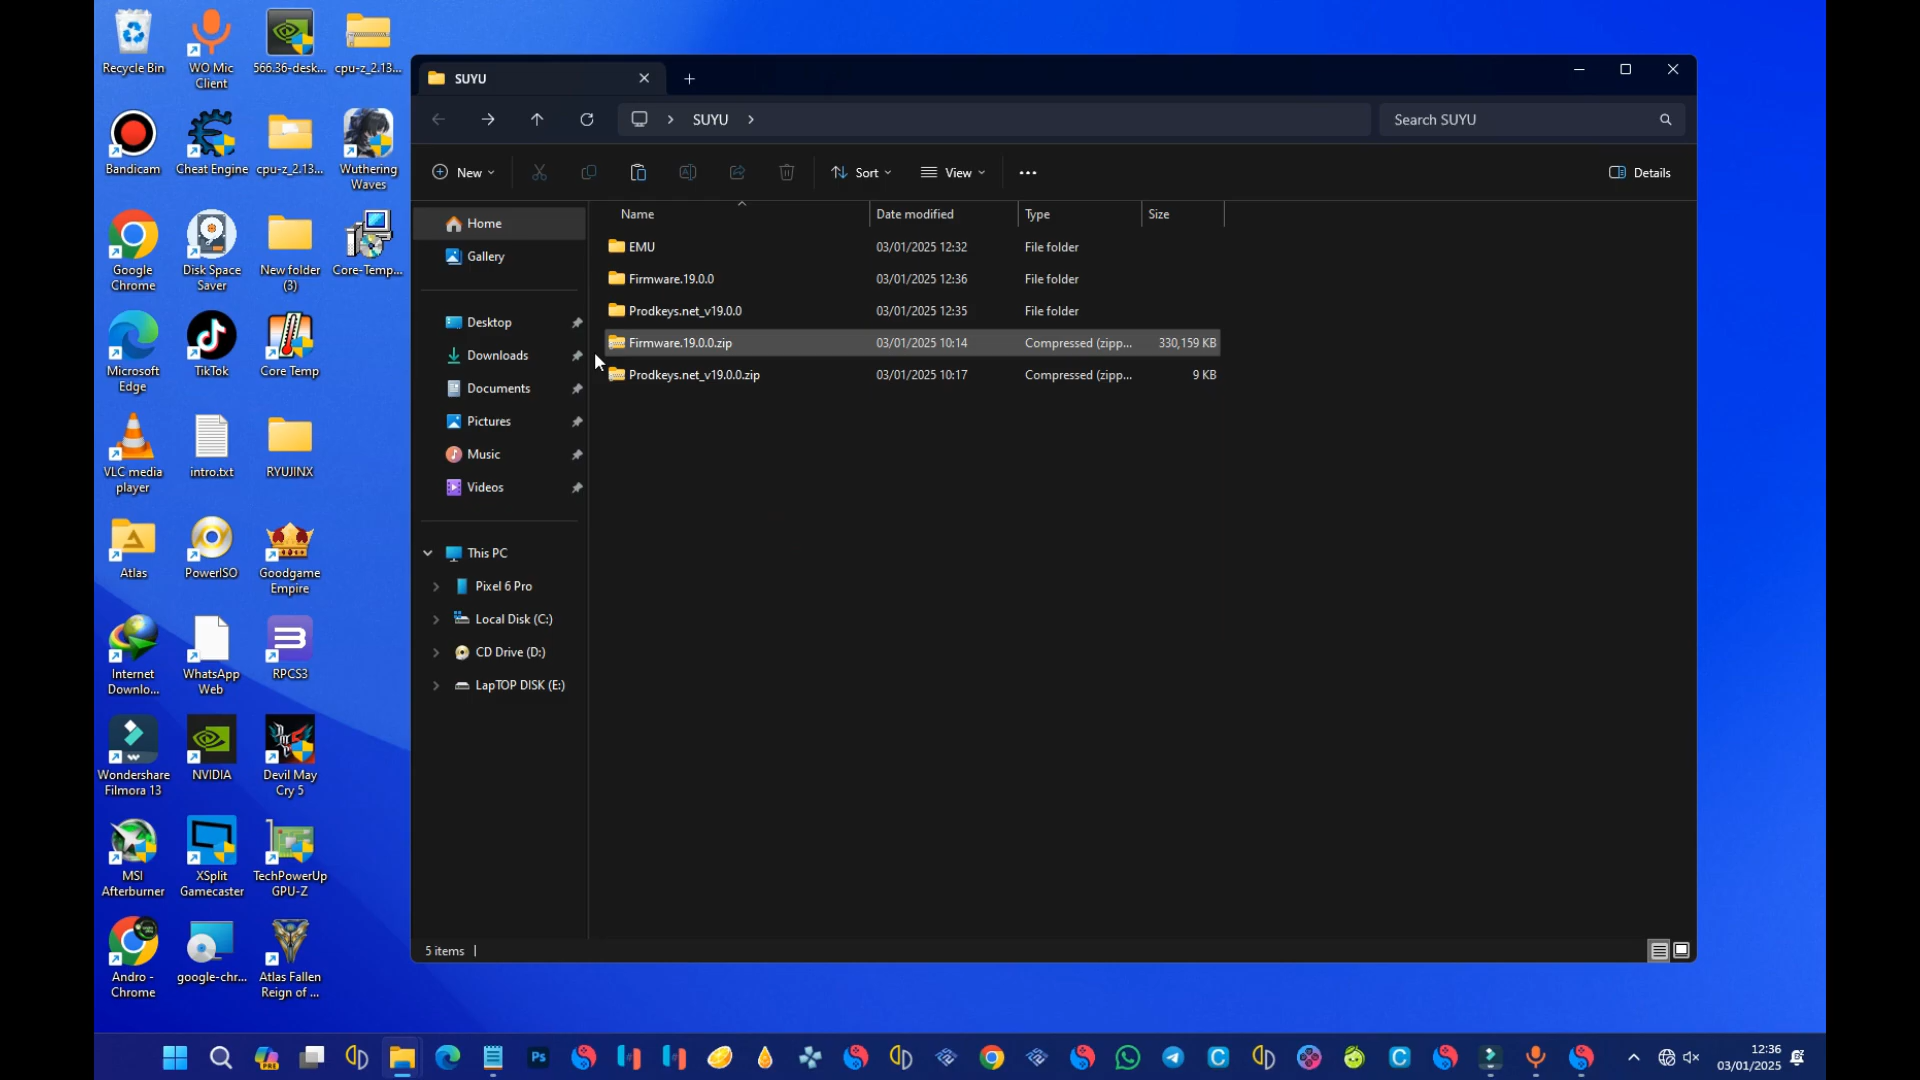 Recycle Bin
WO Mic
Client
566.36-desk...
cpu-z_2.13...
Bandicam
Cheat Engine
cpu-z_2.13...
Wuthering
Waves
Google
Chrome
Disk Space
Saver
New folder
(3)
Core-Temp...
Microsoft
Edge
TikTok
Core Temp
VLC media
player
intro.txt
RYUJINX
Atlas
PowerISO
Goodgame
Empire
Internet
Downlo...
WhatsApp
Web
RPCS3
Wondershare
Filmora 13
NVIDIA
Devil May
Cry 5
MSI
Afterburner
XSplit
Gamecaster
TechPowerUp
GPU-Z
Andro -
Chrome
google-chr...
Atlas Fallen
Reign of ...
SUYU
SUYU
Search SUYU
New
Sort
View
Details
Home
Gallery
Desktop
Downloads
Documents
Pictures
Music
Videos
This PC
Pixel 6 Pro
Local Disk (C:)
CD Drive (D:)
LapTOP DISK (E:)
Name Date modified Type Size
EMU 03/01/2025 12:32 File folder
Firmware.19.0.0 03/01/2025 12:36 File folder
Prodkeys.net_v19.0.0 03/01/2025 12:35 File folder
Firmware.19.0.0.zip 03/01/2025 10:14 Compressed (zipp... 330,159 KB
Prodkeys.net_v19.0.0.zip 03/01/2025 10:17 Compressed (zipp... 9 KB
5 items
PRE
Ps
12:36
03/01/2025